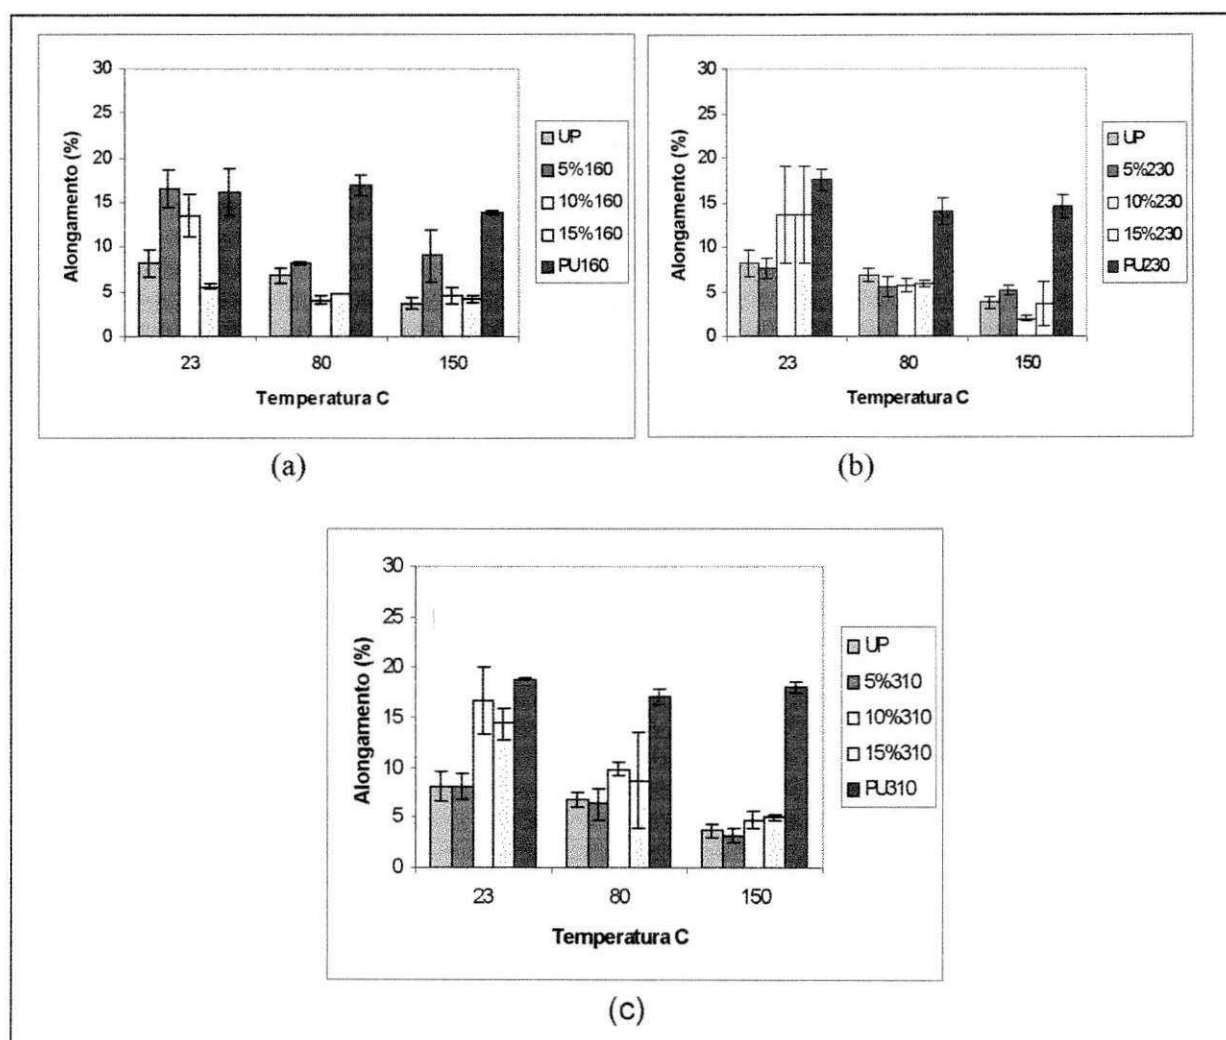 30
25
20
15
10
5
0
Alongamento (%)
23 80 150
Temperatura C
UP
5%160
10%160
15%160
PU160
(a)
30
25
20
15
10
5
0
Alongamento (%)
23 80 150
Temperatura C
UP
5%230
10%230
15%230
PU230
(b)
30
25
20
15
10
5
0
Alongamento (%)
23 80 150
Temperatura C
UP
5%310
10%310
15%310
PU310
(c)